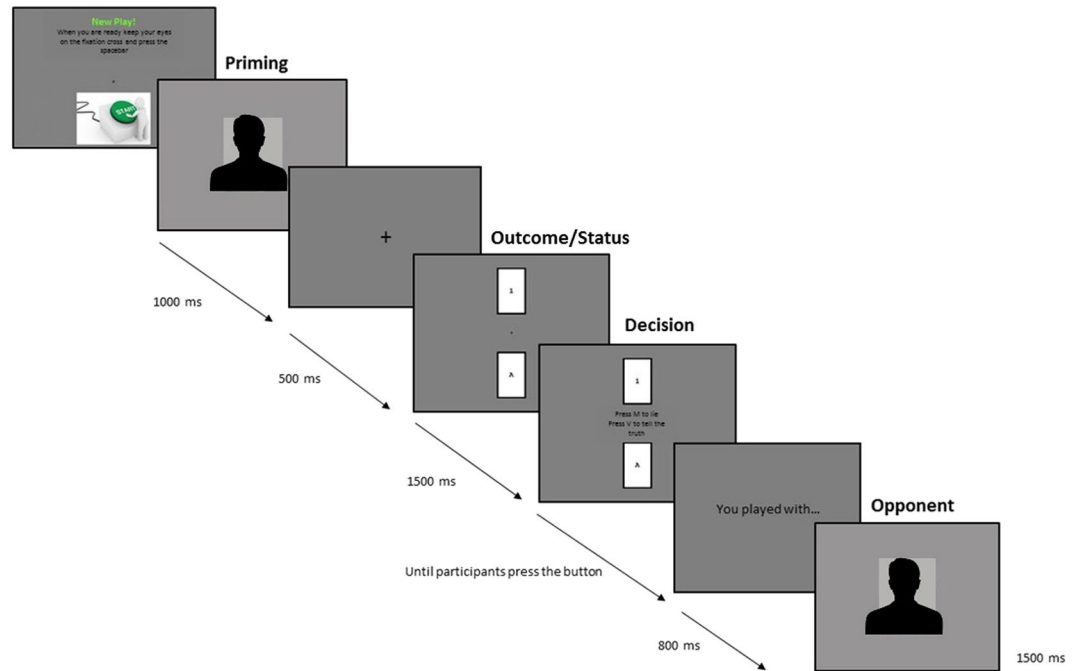 New Play!
When you are ready keep your eyes
on the fixation cross and press the
spacebar
START
Priming
+
Outcome/Status
1
A
1000 ms
Decision
1
Press M to lie
Press V to tell the
truth
A
500 ms
1500 ms
You played with...
Opponent
Until participants press the button
800 ms
1500 ms